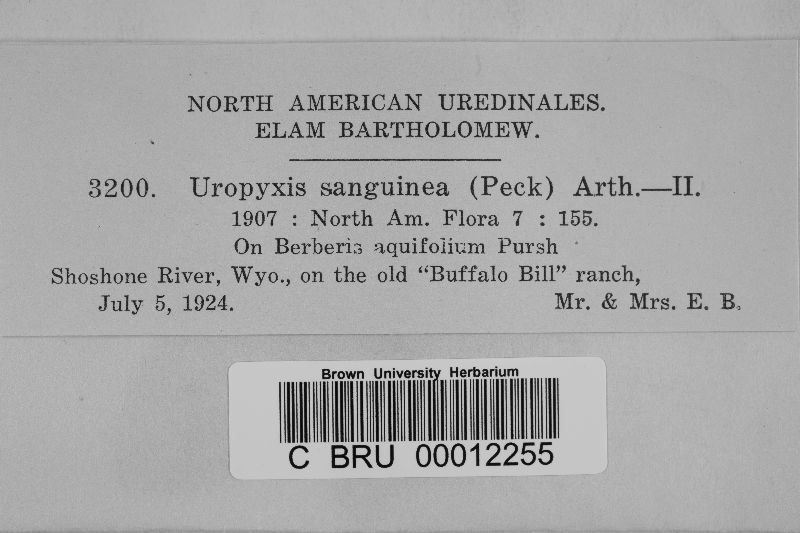 NORTH AMERICAN UREDINALES.
ELAM BARTHOLOMEW.
3200. Uropyxis sanguinea (Peck) Arth.—II.
1907 : North Am. Flora 7 : 155.
On Berberis aquifolium Pursh
Shoshone River, Wyo., on the old “Buffalo Bill” ranch,
July 5, 1924. Mr. & Mrs. E. B.
Brown University Herbarium
C BRU 00012255